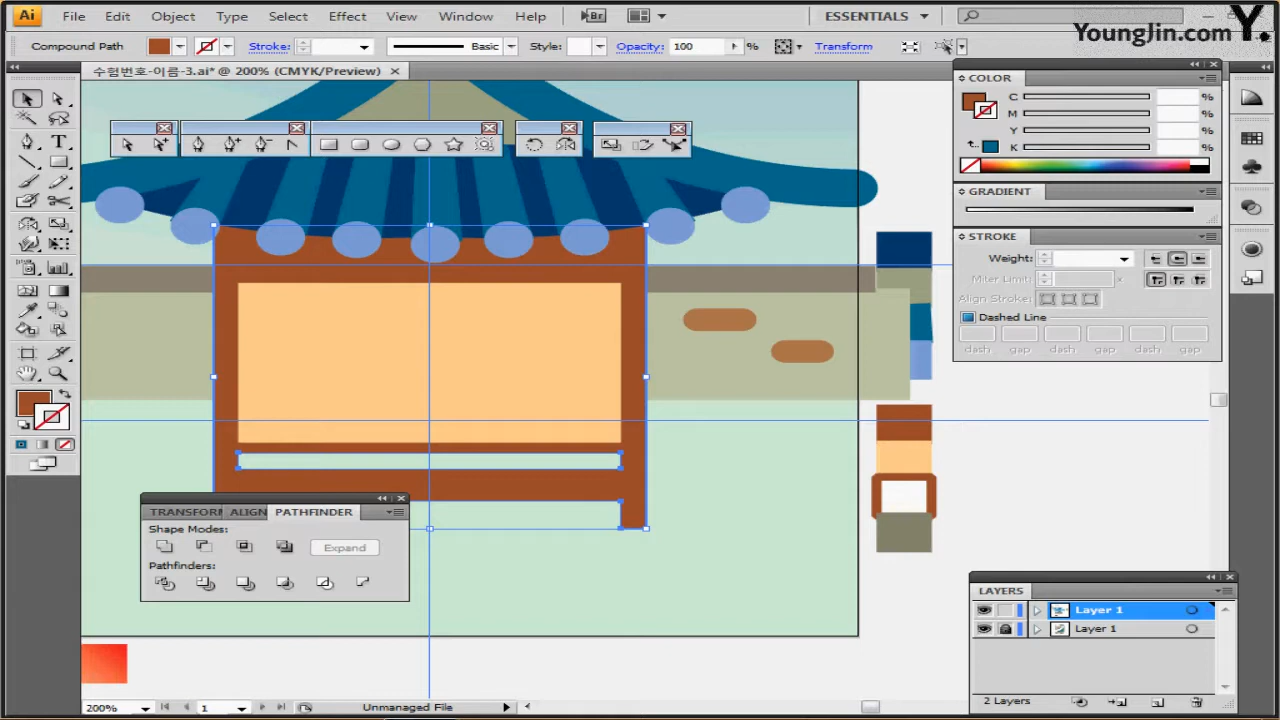 Ai File Edit Object Type Select Effect View Window Help Br ESSENTIALS
YoungJin.com Y.
Compound Path Stroke: Basic Style: Opacity: 100 % Transform
수험번호-이름-3.ai* @ 200% (CMYK/Preview)
COLOR
C %
M %
Y %
K %
GRADIENT
STROKE
Weight:
Miter Limit: x
Align Stroke:
Dashed Line
dash gap dash gap dash gap
TRANSFORM ALIGN PATHFINDER
Shape Modes:
Expand
Pathfinders:
LAYERS
Layer 1
Layer 1
2 Layers
200% 1 Unmanaged File